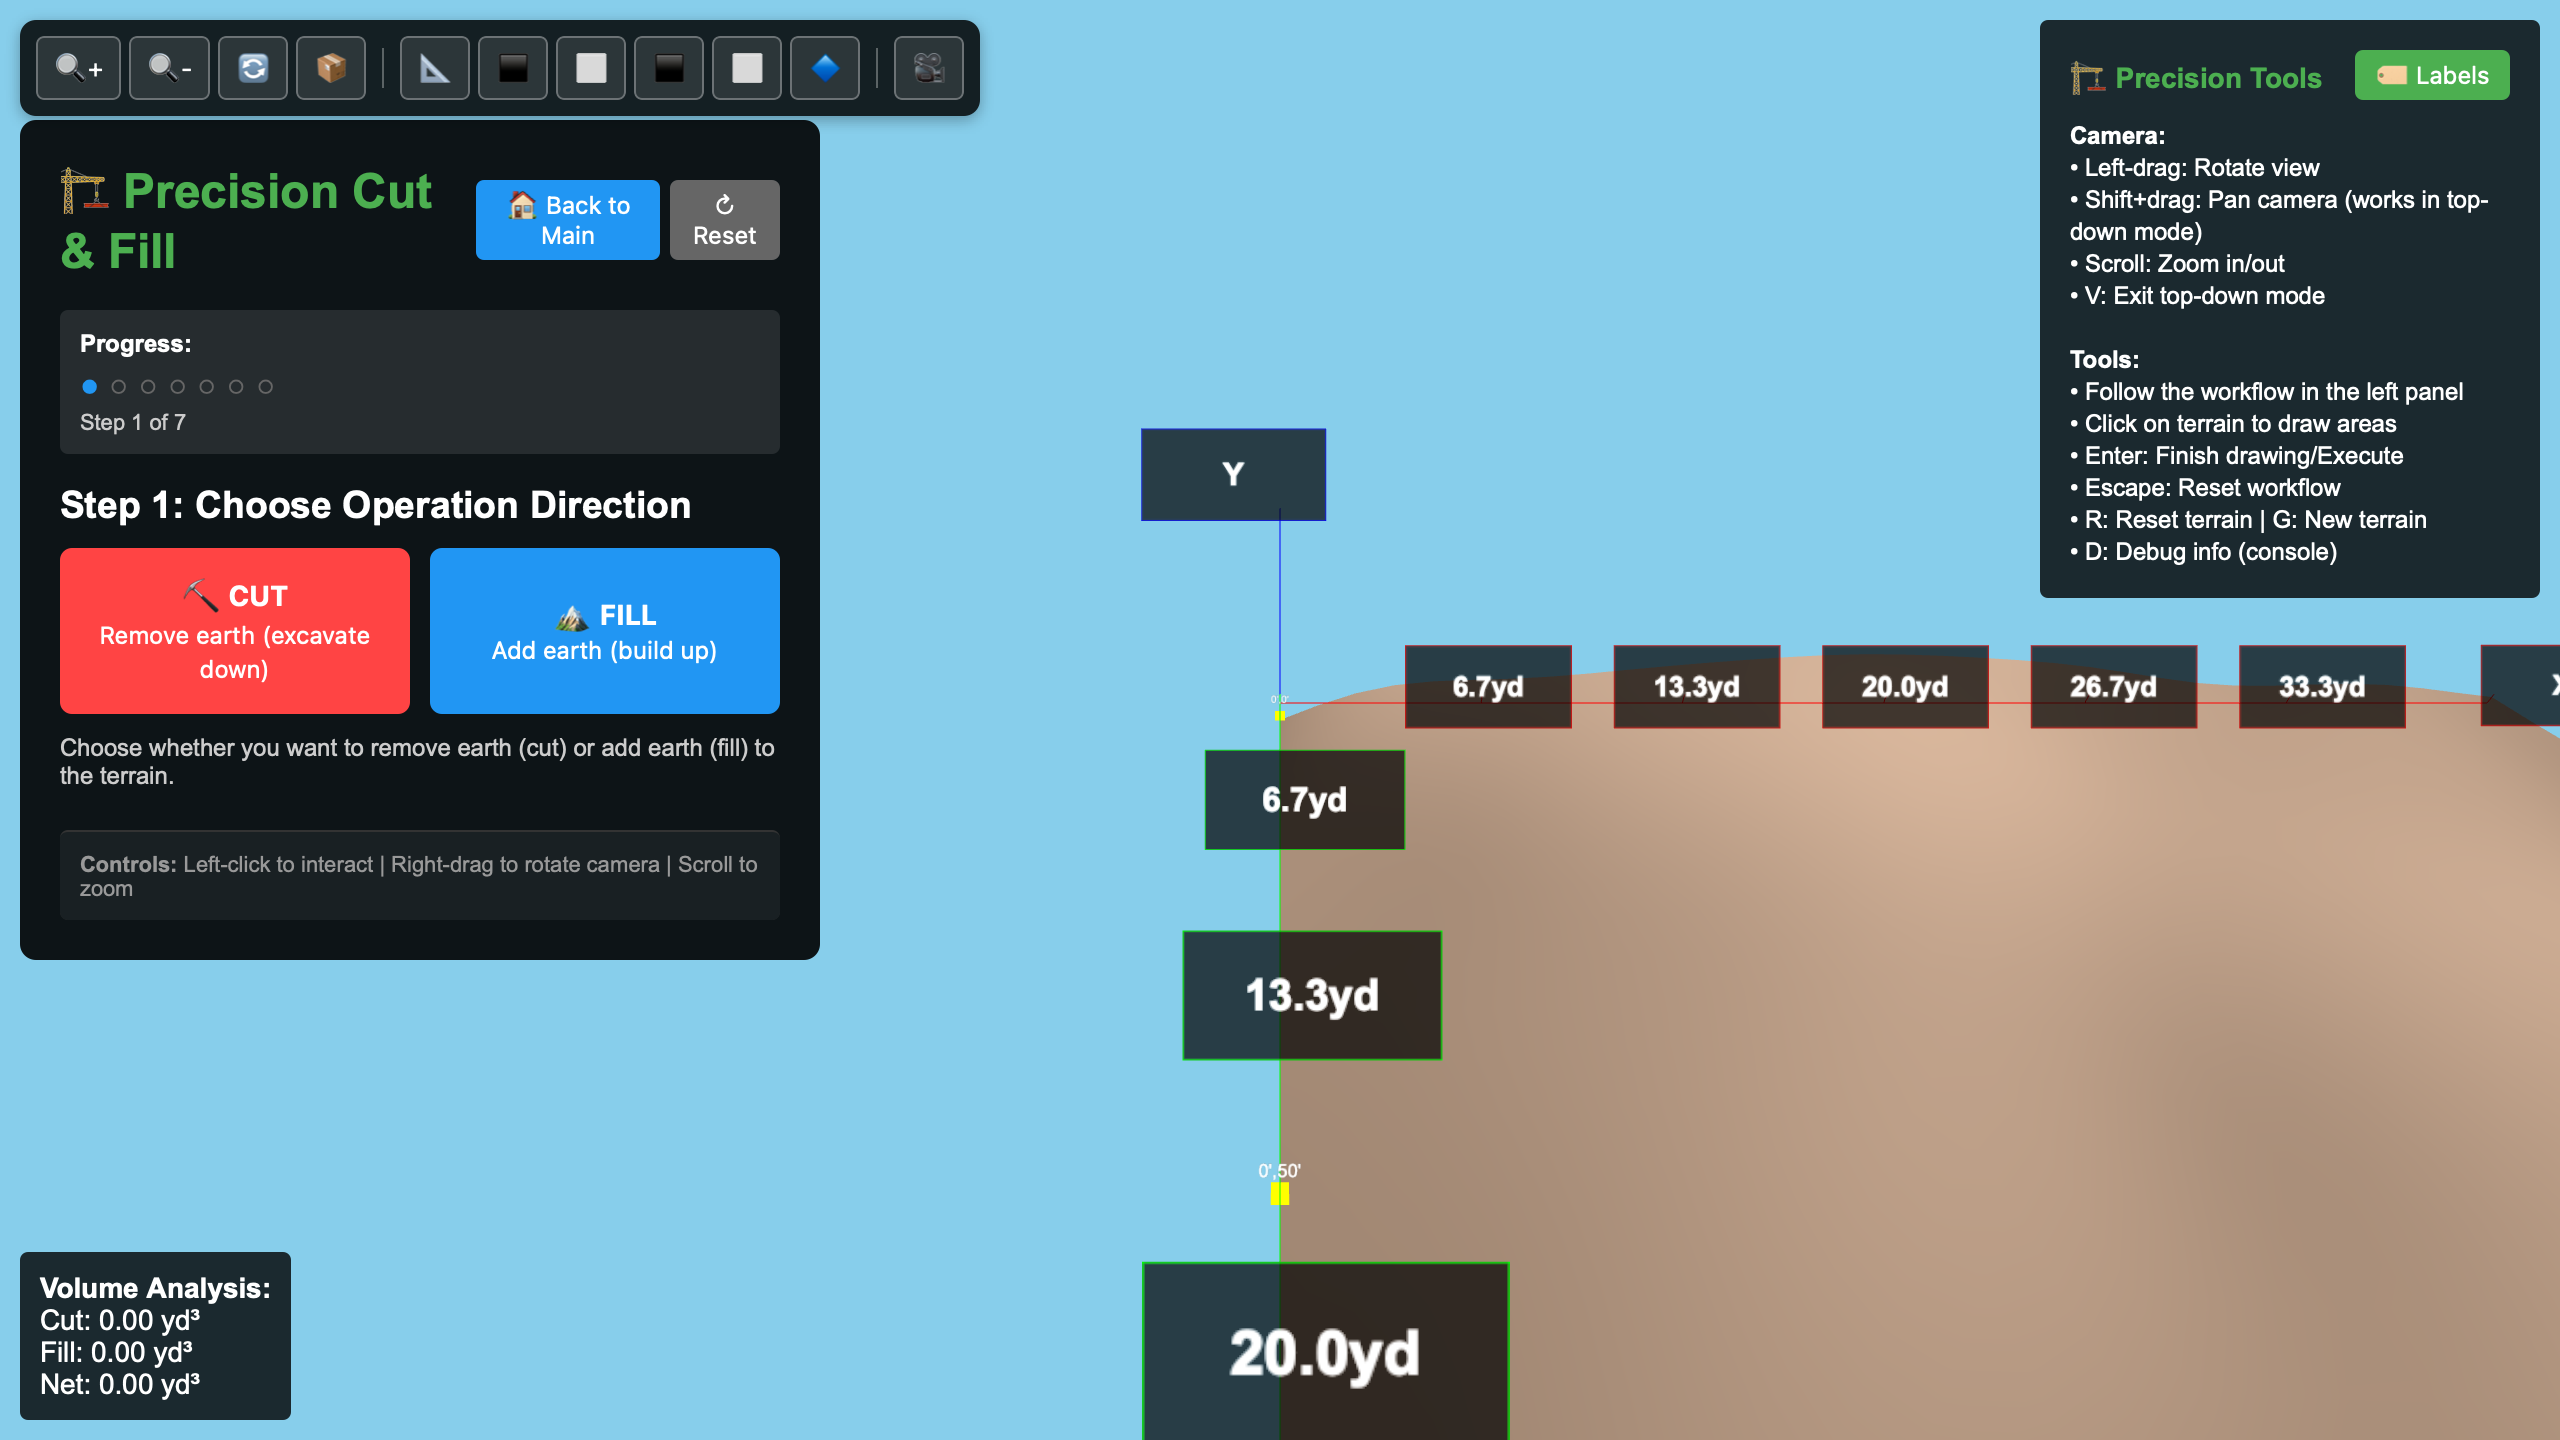 +
-
Precision Cut
& Fill
Back to
Main
↻
Reset
Progress:
Step 1 of 7
Step 1: Choose Operation Direction
CUT
Remove earth (excavate
down)
FILL
Add earth (build up)
Choose whether you want to remove earth (cut) or add earth (fill) to
the terrain.
Controls: Left-click to interact | Right-drag to rotate camera | Scroll to
zoom
Volume Analysis:
Cut: 0.00 yd³
Fill: 0.00 yd³
Net: 0.00 yd³
Y
0',0'
6.7yd
13.3yd
20.0yd
26.7yd
33.3yd
X
6.7yd
13.3yd
0',50'
20.0yd
Precision Tools
Labels
Camera:
• Left-drag: Rotate view
• Shift+drag: Pan camera (works in top-
down mode)
• Scroll: Zoom in/out
• V: Exit top-down mode
Tools:
• Follow the workflow in the left panel
• Click on terrain to draw areas
• Enter: Finish drawing/Execute
• Escape: Reset workflow
• R: Reset terrain | G: New terrain
• D: Debug info (console)